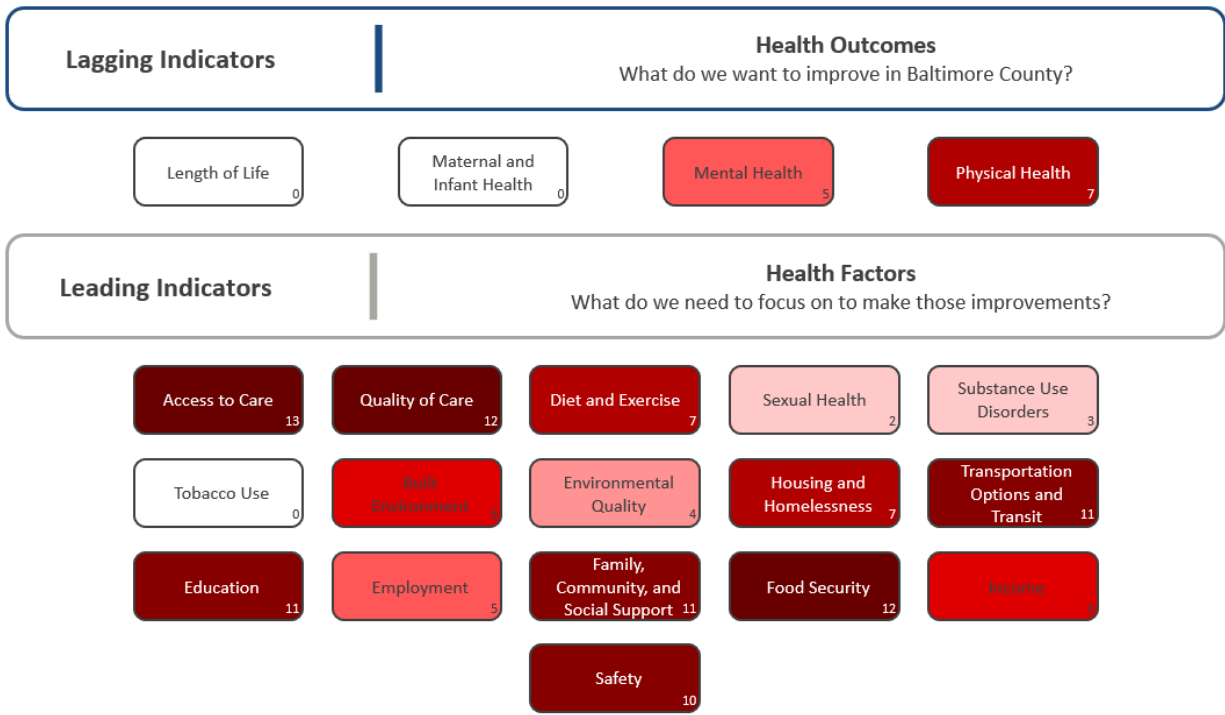 Lagging Indicators
Health Outcomes
What do we want to improve in Baltimore County?
Length of Life
0
Maternal and
Infant Health
0
Mental Health
5
Physical Health
7
Leading Indicators
Health Factors
What do we need to focus on to make those improvements?
Access to Care
13
Quality of Care
12
Diet and Exercise
7
Sexual Health
2
Substance Use
Disorders
3
Tobacco Use
0
Built
Environment
Environmental
Quality
4
Housing and
Homelessness
7
Transportation
Options and
Transit
11
Education
11
Employment
5
Family,
Community, and
Social Support
11
Food Security
12
Income
Safety
10